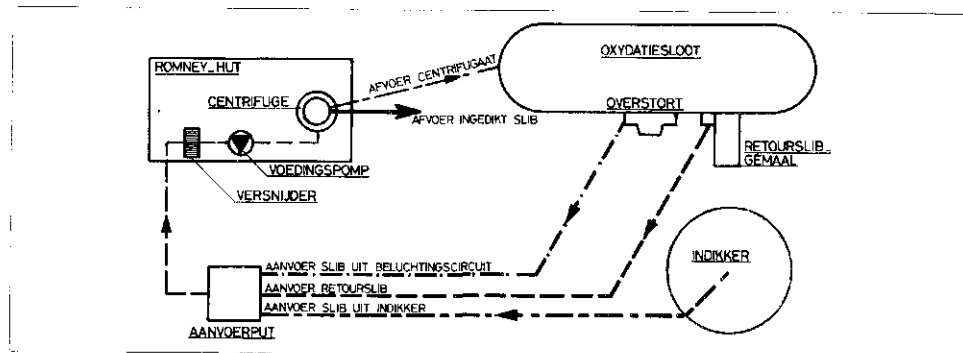 ROMNEY_HUT
CENTRIFUGE
VOEDINGSPOMP
VERSNIJDER
AFVOER CENTRIFUGAAT
AFVOER INGEDIKT SLIB
OXYDATIESLOOT
OVERSTORT
RETOURSLIB_
GEMAAL
INDIKKER
AANVOER SLIB UIT BELUCHTINGSCIRCUIT
AANVOER RETOURSLIB
AANVOER SLIB UIT INDIKKER
AANVOERPUT